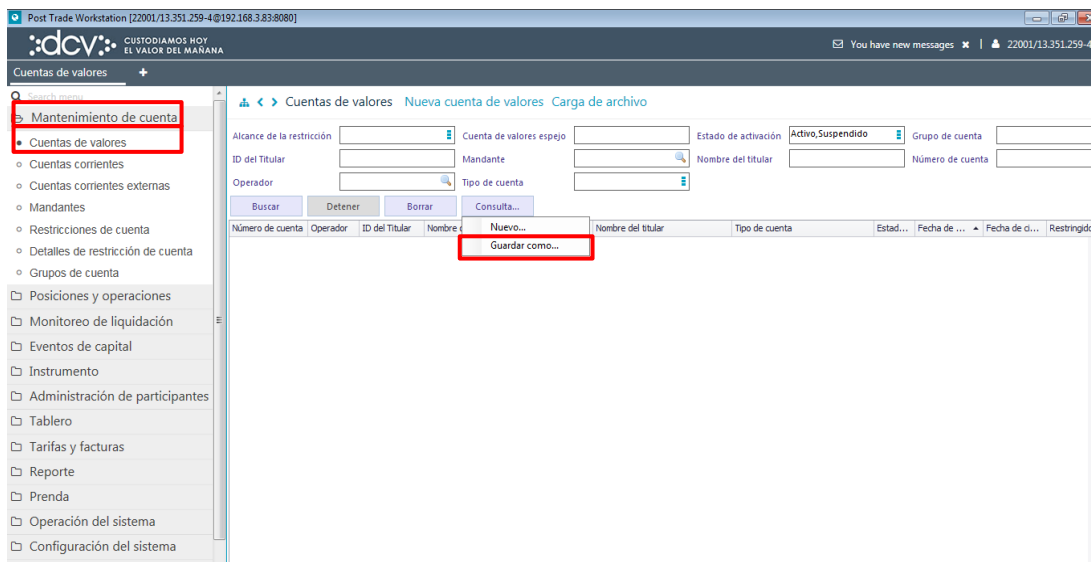 Post Trade Workstation [22001/13.351.259-4@192.168.3.83:8080]
dcv CUSTODIAMOS HOY
EL VALOR DEL MAÑANA
You have new messages × | 22001/13.351.259-4
Cuentas de valores +
Search menu
Mantenimiento de cuenta
Cuentas de valores
Cuentas corrientes
Cuentas corrientes externas
Mandantes
Restricciones de cuenta
Detalles de restricción de cuenta
Grupos de cuenta
Posiciones y operaciones
Monitoreo de liquidación
Eventos de capital
Instrumento
Administración de participantes
Tablero
Tarifas y facturas
Reporte
Prenda
Operación del sistema
Configuración del sistema
Cuentas de valores Nueva cuenta de valores Carga de archivo
Alcance de la restricción Cuenta de valores espejo Estado de activación Activo,Suspendido Grupo de cuenta
ID del Titular Mandante Nombre del titular Número de cuenta
Operador Tipo de cuenta
Buscar Detener Borrar Consulta...
Número de cuenta Operador ID del Titular Nombre Nombre del titular Tipo de cuenta Estad... Fecha de ... Fecha de ci... Restringido
Nuevo...
Guardar como...